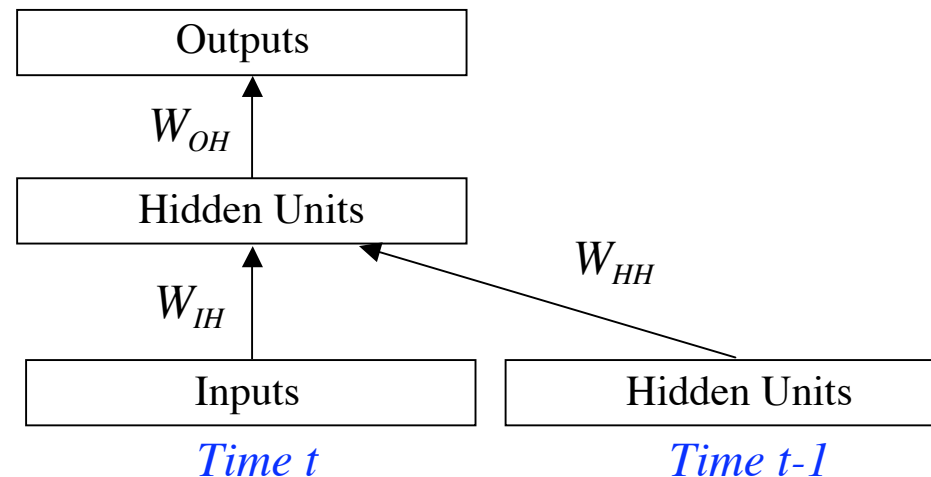 Outputs
W_OH
Hidden Units
W_HH
W_IH
Inputs
Hidden Units
Time t
Time t-1